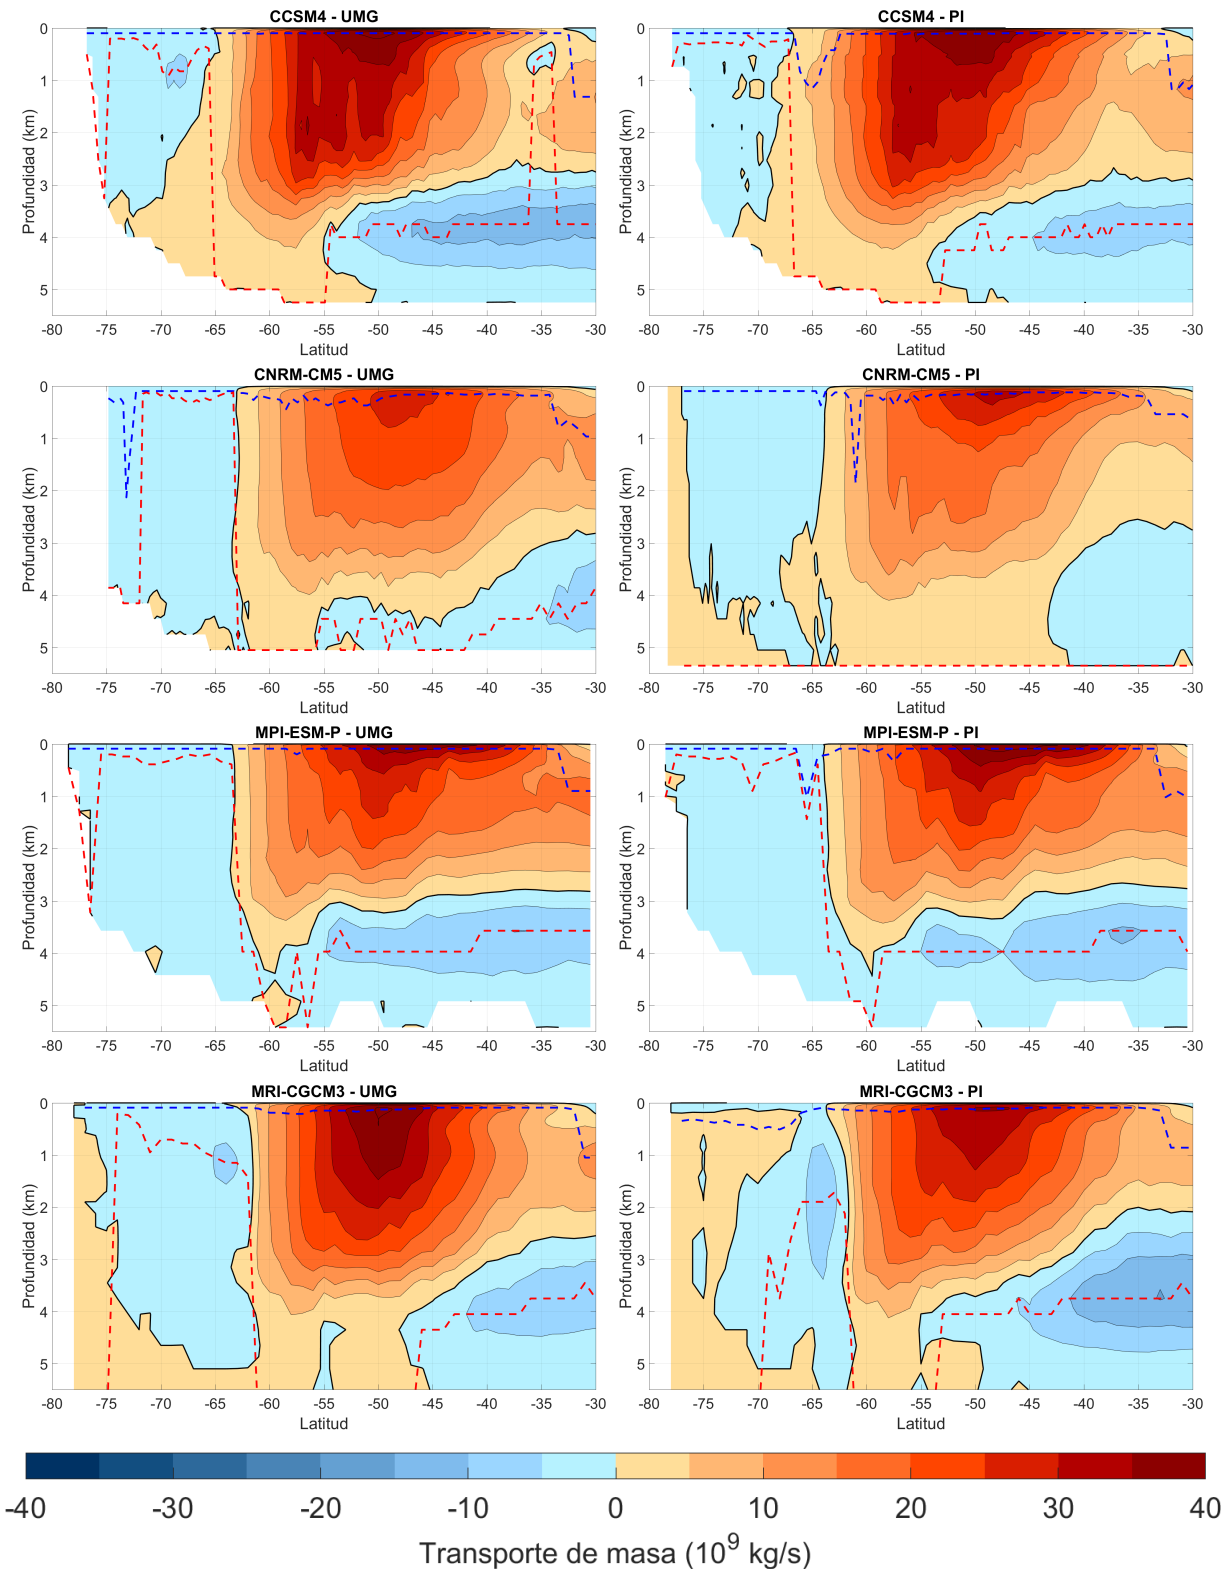 CCSM4 - UMG
0
1
2
3
4
5
Profundidad (km)
-80 -75 -70 -65 -60 -55 -50 -45 -40 -35 -30
Latitud
CCSM4 - PI
0
1
2
3
4
5
Profundidad (km)
-80 -75 -70 -65 -60 -55 -50 -45 -40 -35 -30
Latitud
CNRM-CM5 - UMG
0
1
2
3
4
5
Profundidad (km)
-80 -75 -70 -65 -60 -55 -50 -45 -40 -35 -30
Latitud
CNRM-CM5 - PI
0
1
2
3
4
5
Profundidad (km)
-80 -75 -70 -65 -60 -55 -50 -45 -40 -35 -30
Latitud
MPI-ESM-P - UMG
0
1
2
3
4
5
Profundidad (km)
-80 -75 -70 -65 -60 -55 -50 -45 -40 -35 -30
Latitud
MPI-ESM-P - PI
0
1
2
3
4
5
Profundidad (km)
-80 -75 -70 -65 -60 -55 -50 -45 -40 -35 -30
Latitud
MRI-CGCM3 - UMG
0
1
2
3
4
5
Profundidad (km)
-80 -75 -70 -65 -60 -55 -50 -45 -40 -35 -30
Latitud
MRI-CGCM3 - PI
0
1
2
3
4
5
Profundidad (km)
-80 -75 -70 -65 -60 -55 -50 -45 -40 -35 -30
Latitud
-40 -30 -20 -10 0 10 20 30 40
Transporte de masa (10⁹ kg/s)